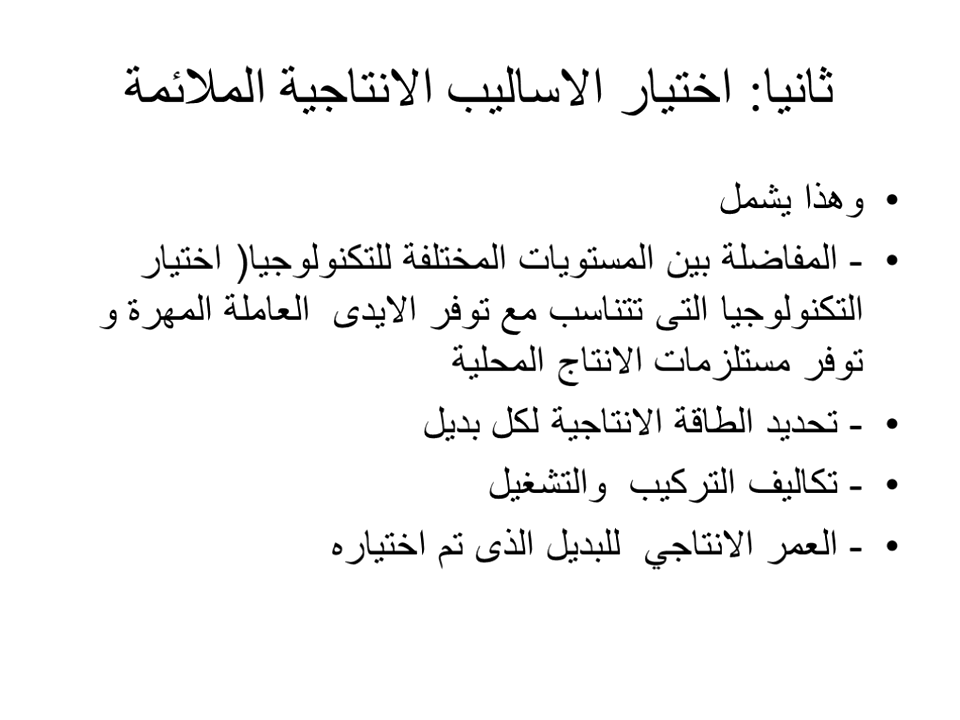 ثانيا: اختيار الاساليب الانتاجية الملائمة
• وهذا يشمل
• - المفاضلة بين المستويات المختلفة للتكنولوجيا( اختيار
التكنولوجيا التى تتناسب مع توفر الايدى العاملة المهرة و
توفر مستلزمات الانتاج المحلية
• - تحديد الطاقة الانتاجية لكل بديل
• - تكاليف التركيب والتشغيل
• - العمر الانتاجي للبديل الذى تم اختياره